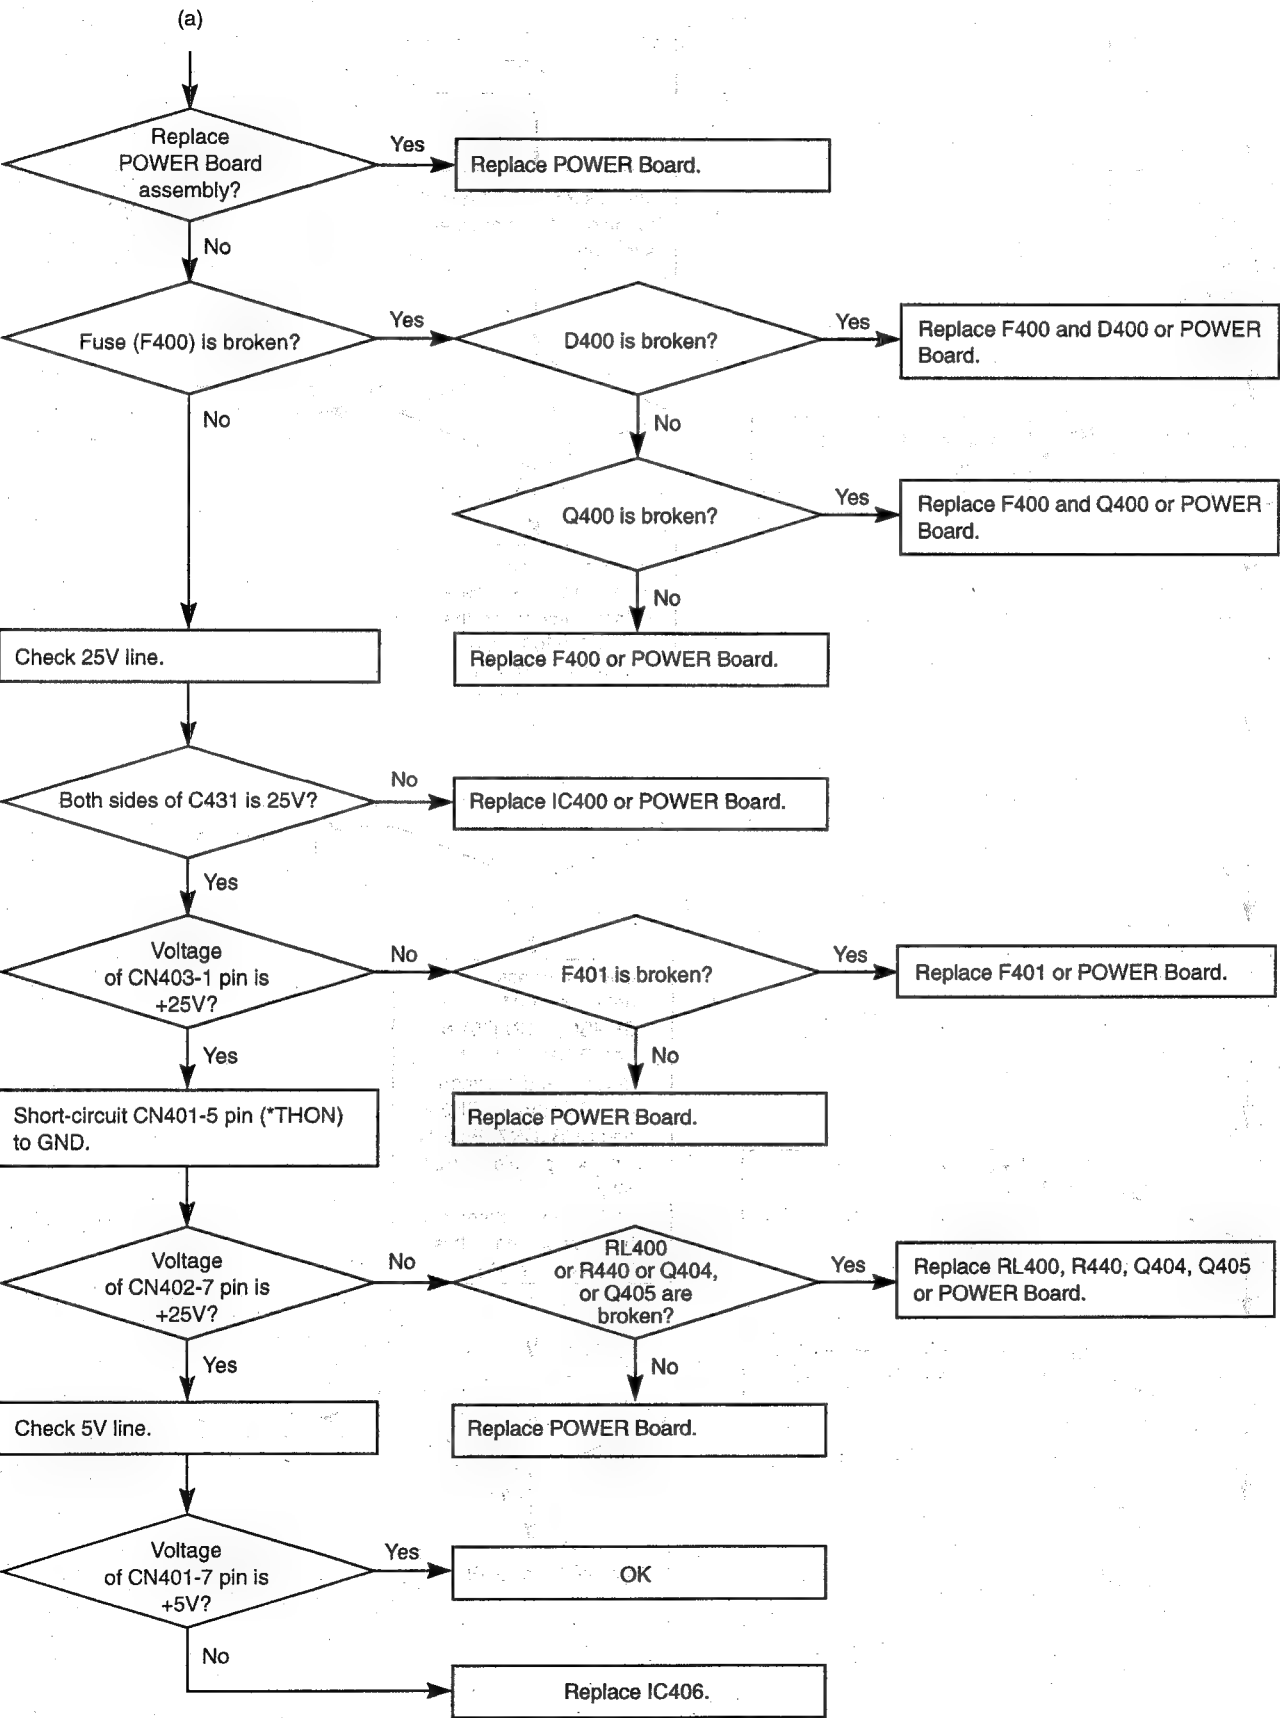 (a)
Replace
POWER Board
assembly?
Yes
Replace POWER Board.
No
Fuse (F400) is broken?
Yes
D400 is broken?
Yes
Replace F400 and D400 or POWER
Board.
No
No
Q400 is broken?
Yes
Replace F400 and Q400 or POWER
Board.
No
Check 25V line.
Replace F400 or POWER Board.
Both sides of C431 is 25V?
No
Replace IC400 or POWER Board.
Yes
Voltage
of CN403-1 pin is
+25V?
No
F401 is broken?
Yes
Replace F401 or POWER Board.
Yes
No
Short-circuit CN401-5 pin (*THON)
to GND.
Replace POWER Board.
Voltage
of CN402-7 pin is
+25V?
No
RL400
or R440 or Q404,
or Q405 are
broken?
Yes
Replace RL400, R440, Q404, Q405
or POWER Board.
Yes
No
Check 5V line.
Replace POWER Board.
Voltage
of CN401-7 pin is
+5V?
Yes
OK
No
Replace IC406.